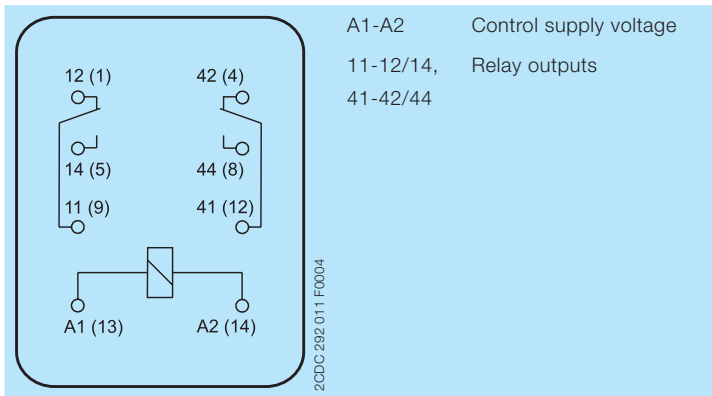 12 (1) 42 (4)
14 (5) 44 (8)
11 (9) 41 (12)
A1 (13) A2 (14)
2CDC 292 011 F0004
A1-A2 Control supply voltage
11-12/14, Relay outputs
41-42/44